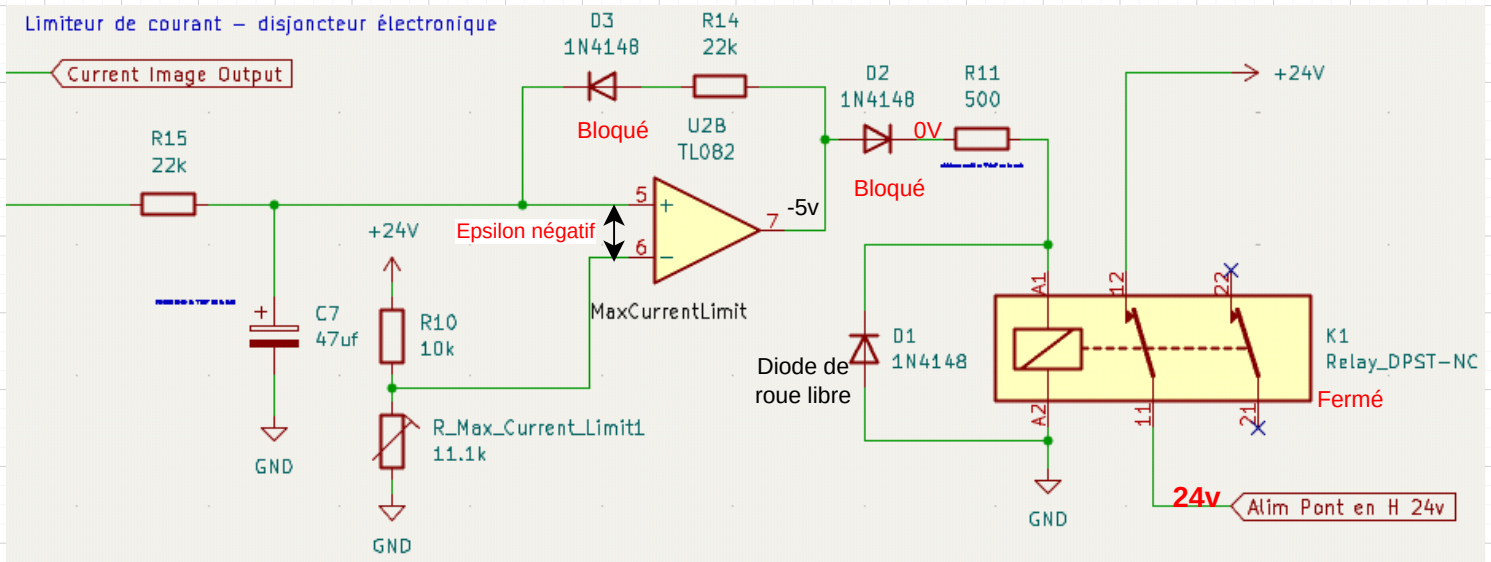 Limiteur de courant – disjoncteur électronique
Current Image Output
D3
1N4148
R14
22k
Bloqué
U2B
TL082
D2
1N4148
0V
Bloqué
R11
500
+24V
R15
22k
+24V
Epsilon négatif
5
+
6
−
7
-5v
MaxCurrentLimit
+
C7
47uf
GND
R10
10k
R_Max_Current_Limit1
11.1k
GND
Diode de
roue libre
D1
1N4148
A1
12
22
A2
11
21
K1
Relay_DPST-NC
Fermé
GND
24v
Alim Pont en H 24v